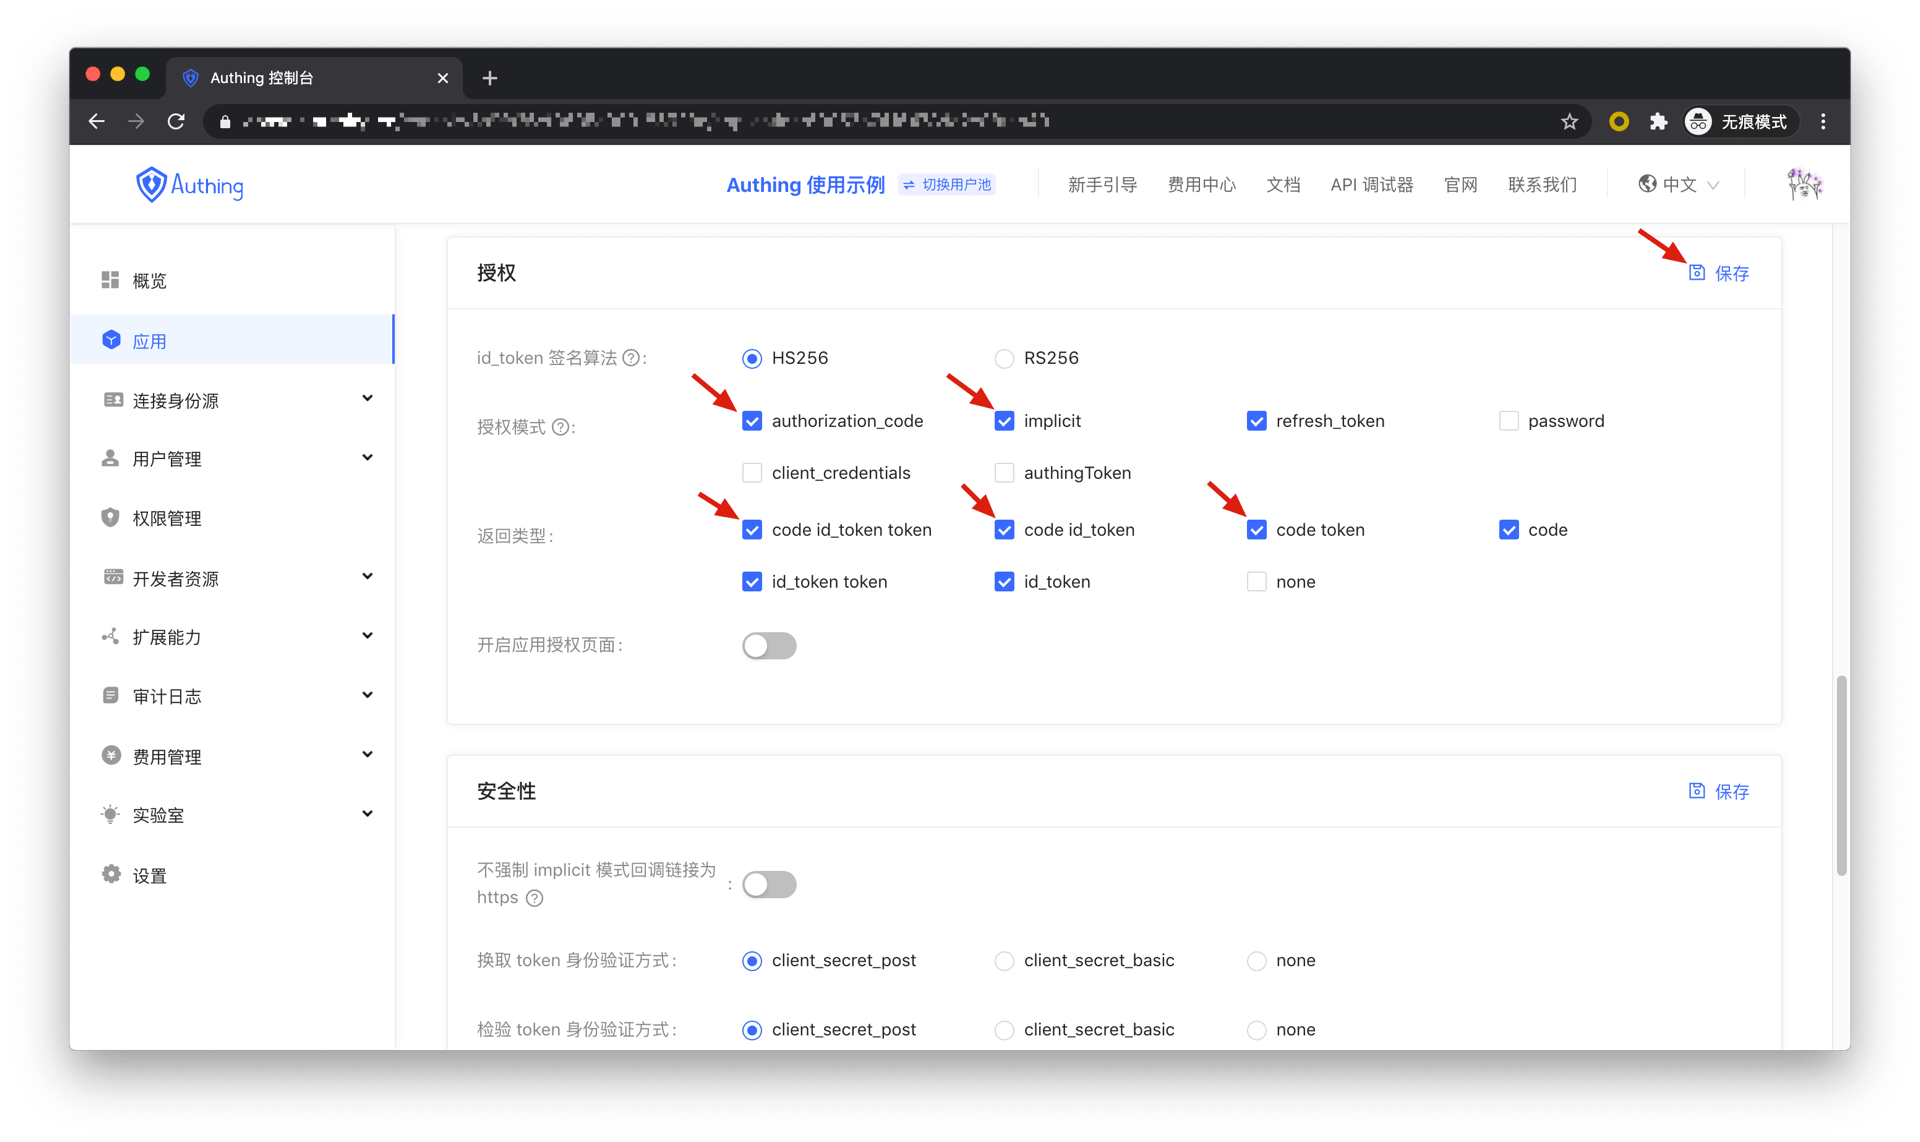 Authing 控制台
无痕模式
Authing
Authing 使用示例
切换用户池
新手引导
费用中心
文档
API 调试器
官网
联系我们
中文
概览
应用
连接身份源
用户管理
权限管理
开发者资源
扩展能力
审计日志
费用管理
实验室
设置
授权
保存
id_token 签名算法 ?:
HS256
RS256
授权模式 ?:
authorization_code
implicit
refresh_token
password
client_credentials
authingToken
返回类型:
code id_token token
code id_token
code token
code
id_token token
id_token
none
开启应用授权页面:
安全性
保存
不强制 implicit 模式回调链接为
https ?
:
换取 token 身份验证方式:
client_secret_post
client_secret_basic
none
检验 token 身份验证方式:
client_secret_post
client_secret_basic
none